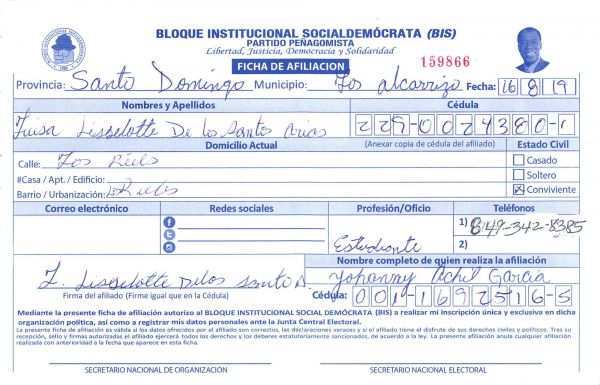 BLOQUE INSTITUCIONAL SOCIALDEMÓCRATA (BIS)
PARTIDO PEÑAGOMISTA
Libertad, Justicia, Democracia y Solidaridad
FICHA DE AFILIACION
159866
Provincia: Santo Domingo Municipio: Los alcarrizo Fecha: 16 8 19
Nombres y Apellidos Cédula
Luisa Lisselotte De los Santo Arias 229-0024380-1
Domicilio Actual (Anexar copia de cédula del afiliado) Estado Civil
Calle: Los Rieles Casado
#Casa / Apt. / Edificio: Soltero
Barrio / Urbanización: Lo Rieles Conviviente
Correo electrónico Redes sociales Profesión/Oficio Teléfonos
1) 849-342-8385
Estudiante 2)
Nombre completo de quien realiza la afiliación
L. Lisselotte Delos Santo A. Yohanny Garcia
Firma del afiliado (Firme igual que en la Cédula) Cédula: 001-1692516-5
Mediante la presente ficha de afiliación autorizo al BLOQUE INSTITUCIONAL SOCIAL DEMÓCRATA (BIS) a realizar mi inscripción única y exclusiva en dicha
organización política, así como a registrar mis datos personales ante la Junta Central Electoral.
La presente ficha de afiliación es válida si los datos ofrecidos por el afiliado son correctos, las declaraciones veraces y si el afiliado tiene el disfrute de sus derechos civiles y políticos. Tras su
recepción, sello y firmas autorizadas el afiliado ejercerá todos los derechos y los deberes estatutariamente sancionados, de acuerdo a la ley. La presente afiliación anula cualquier afiliación
realizada con anterioridad a la fecha que aparece en esta ficha.
SECRETARIO NACIONAL DE ORGANIZACIÓN SECRETARIO NACIONAL ELECTORAL